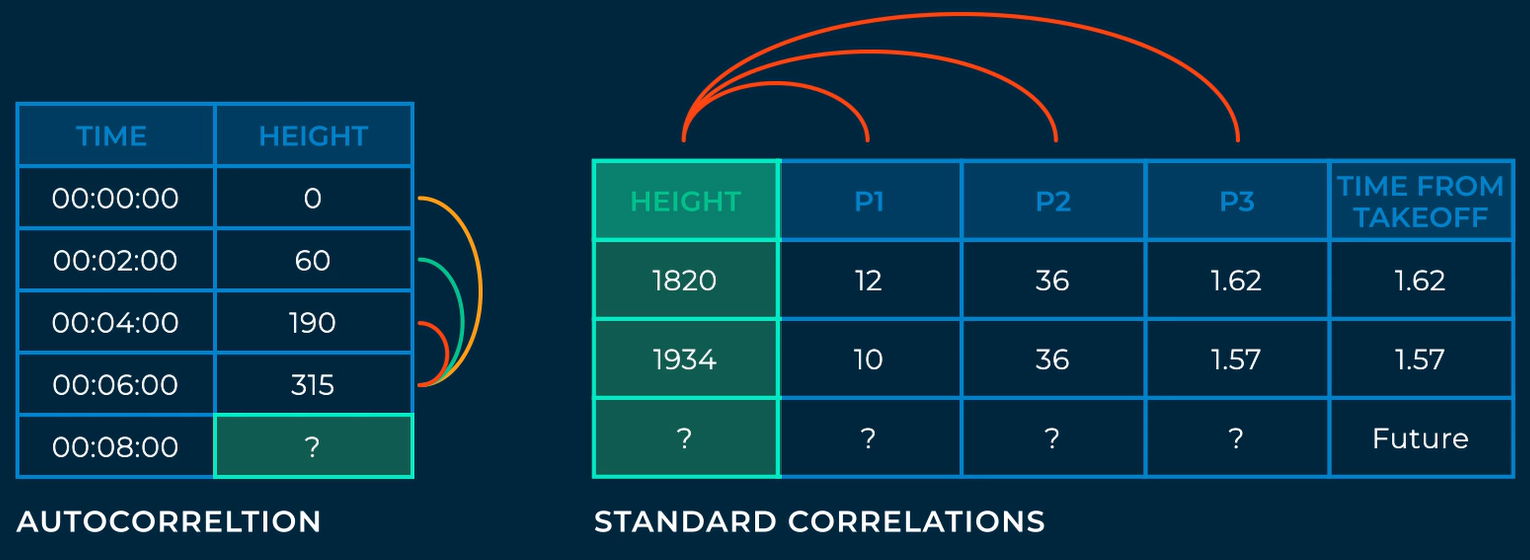 TIME HEIGHT
00:00:00 0
00:02:00 60
00:04:00 190
00:06:00 315
00:08:00 ?
AUTOCORRELTION
HEIGHT P1 P2 P3 TIME FROM
TAKEOFF
1820 12 36 1.62 1.62
1934 10 36 1.57 1.57
? ? ? ? Future
STANDARD CORRELATIONS